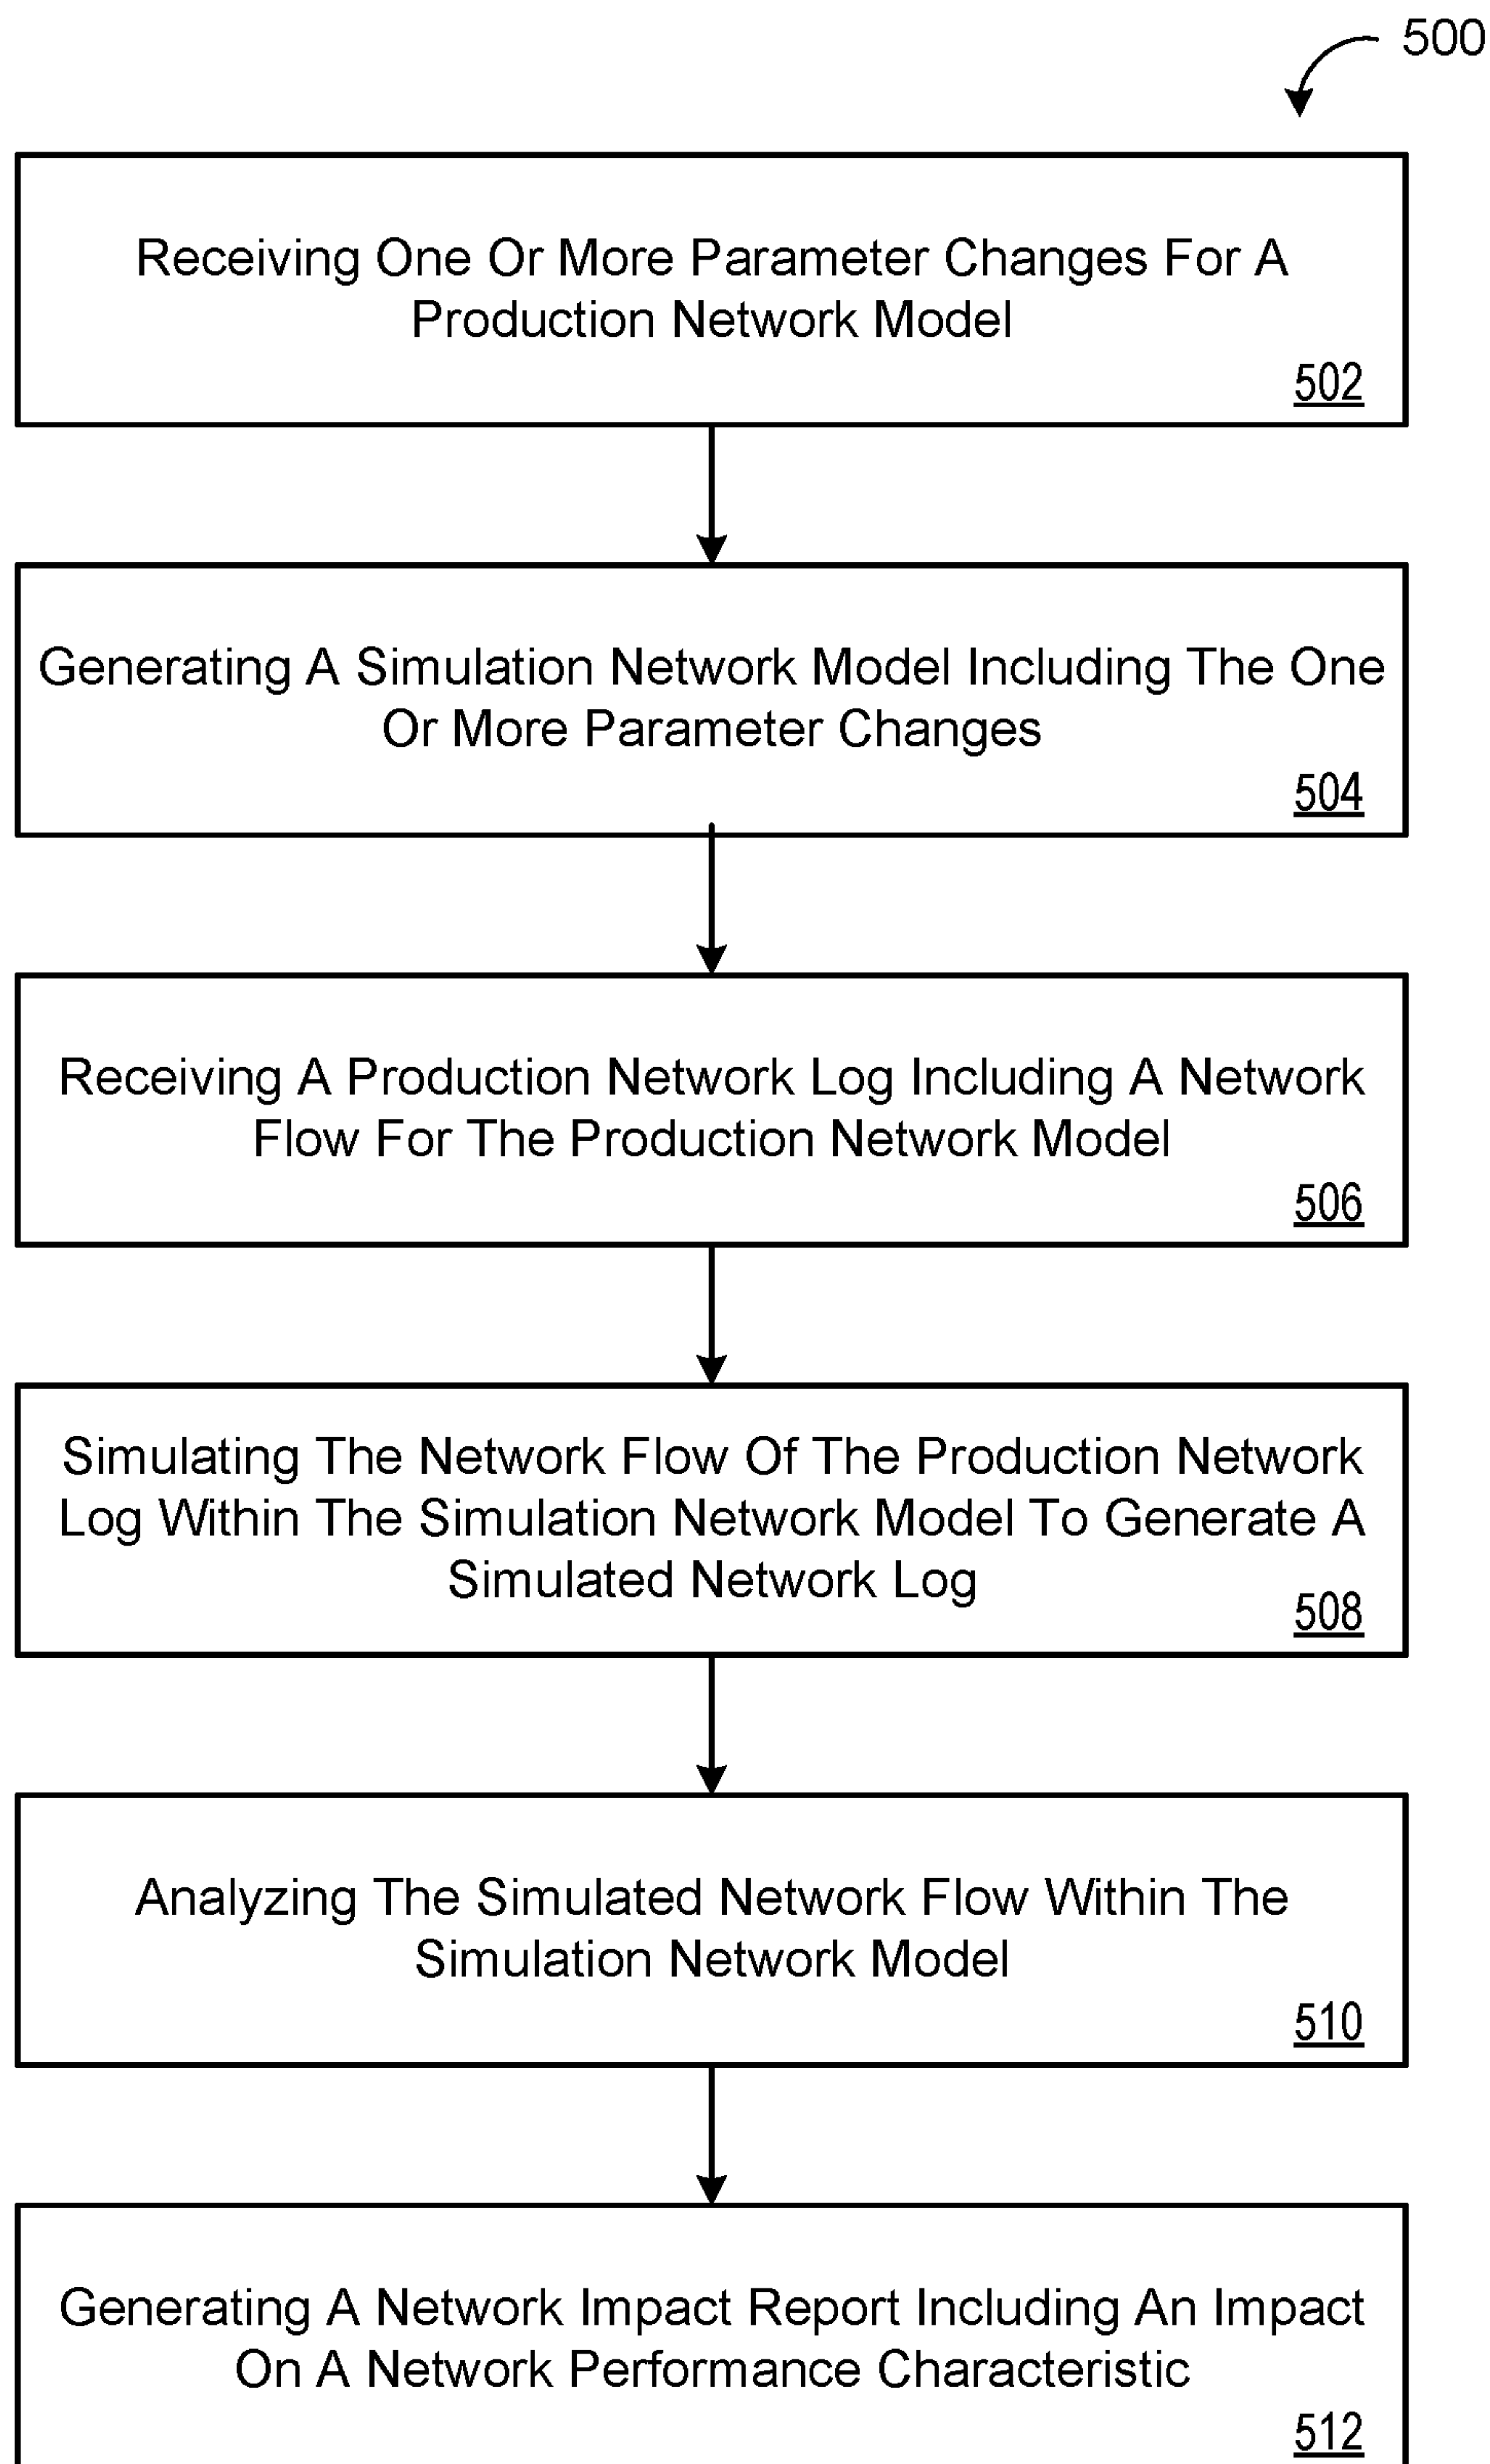 500
Receiving One Or More Parameter Changes For A
Production Network Model
502
Generating A Simulation Network Model Including The One
Or More Parameter Changes
504
Receiving A Production Network Log Including A Network
Flow For The Production Network Model
506
Simulating The Network Flow Of The Production Network
Log Within The Simulation Network Model To Generate A
Simulated Network Log
508
Analyzing The Simulated Network Flow Within The
Simulation Network Model
510
Generating A Network Impact Report Including An Impact
On A Network Performance Characteristic
512